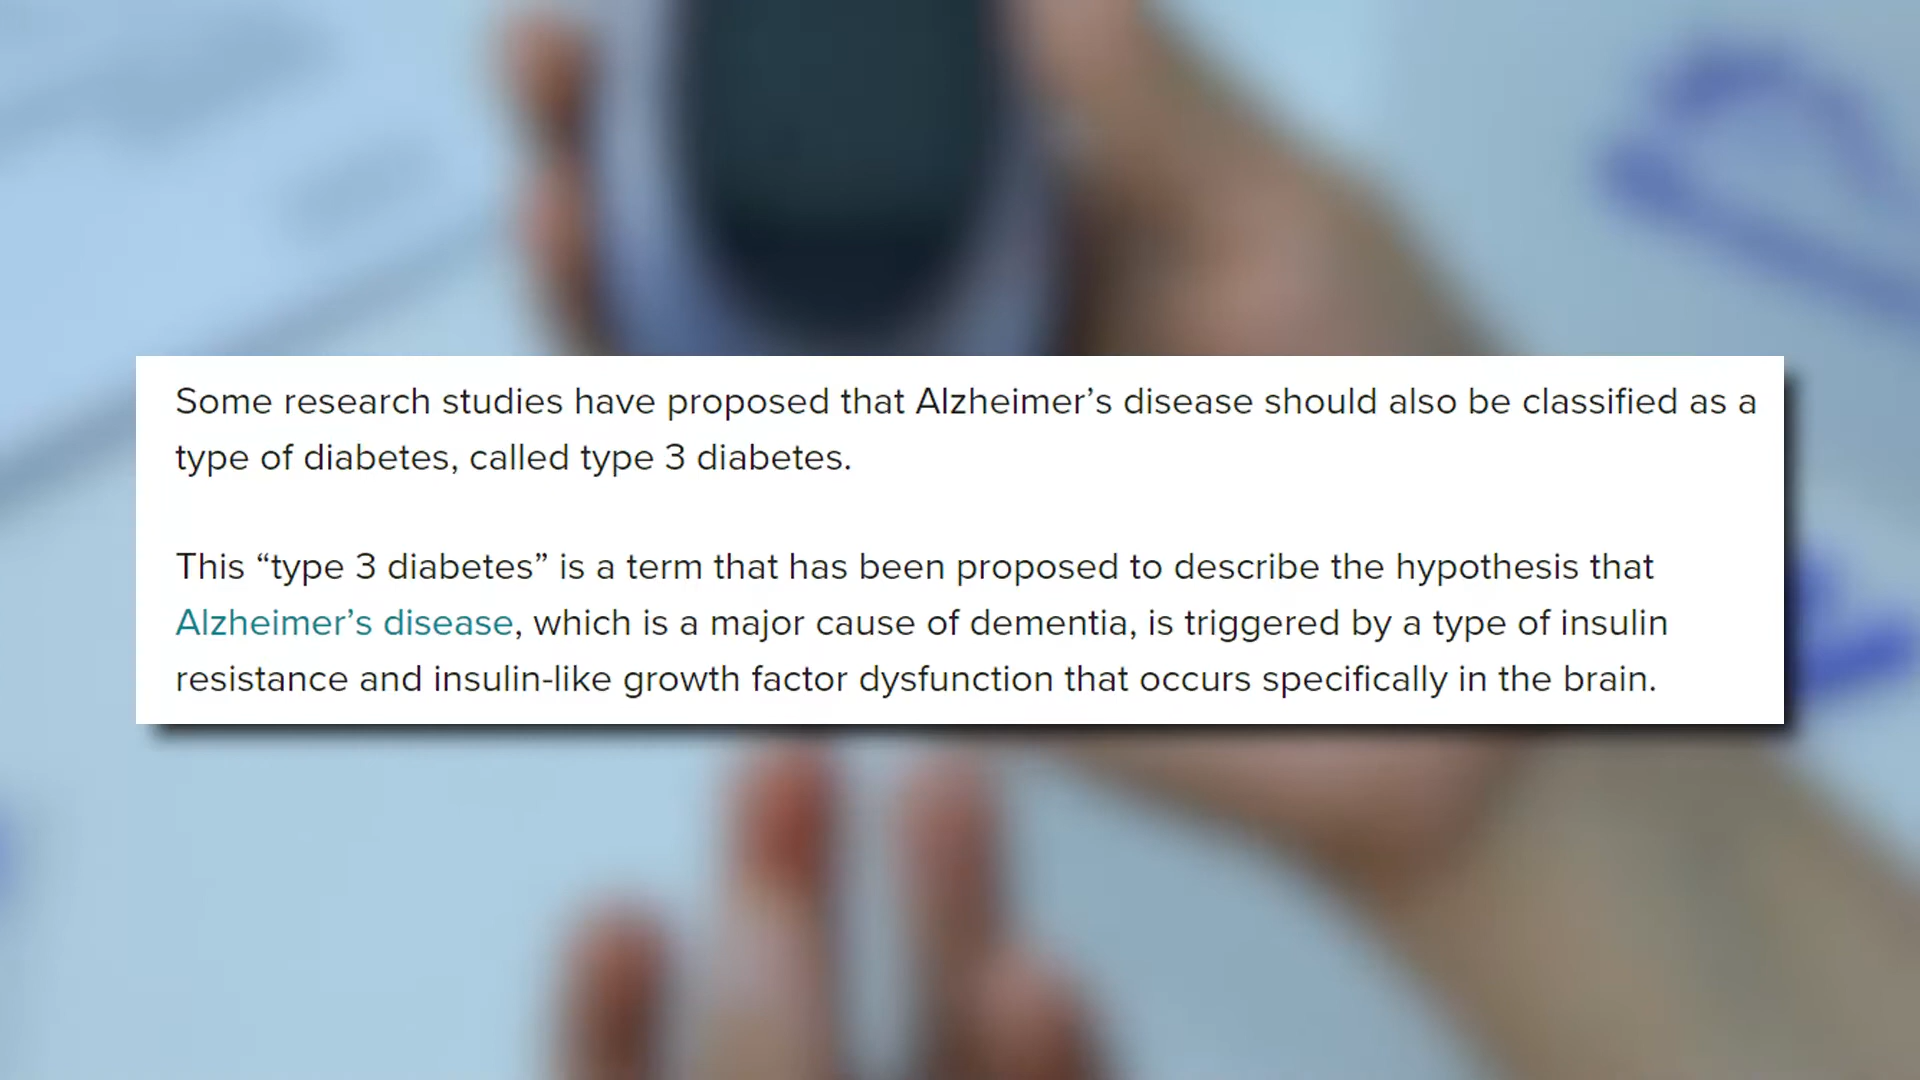 Some research studies have proposed that Alzheimer’s disease should also be classified as a
type of diabetes, called type 3 diabetes.
This “type 3 diabetes” is a term that has been proposed to describe the hypothesis that
Alzheimer’s disease, which is a major cause of dementia, is triggered by a type of insulin
resistance and insulin-like growth factor dysfunction that occurs specifically in the brain.